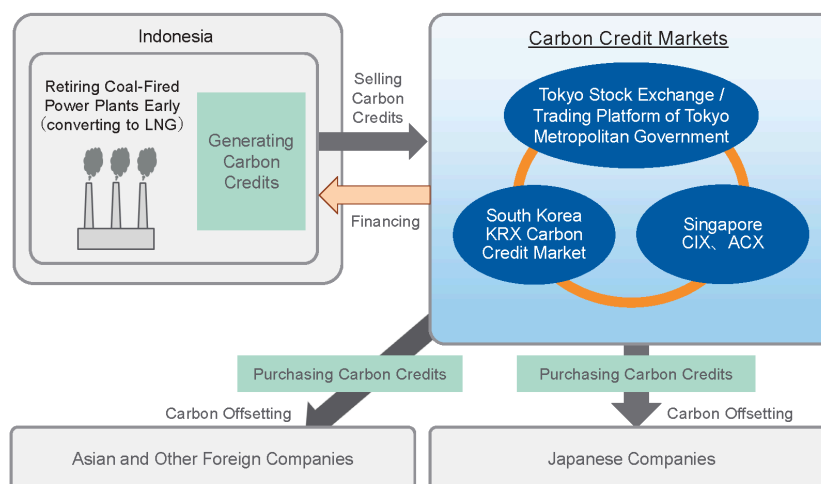 Indonesia
Retiring Coal-Fired
Power Plants Early
（converting to LNG）
Generating
Carbon
Credits
Selling
Carbon
Credits
Financing
Carbon Credit Markets
Tokyo Stock Exchange /
Trading Platform of Tokyo
Metropolitan Government
South Korea
KRX Carbon
Credit Market
Singapore
CIX、ACX
Purchasing Carbon Credits
Purchasing Carbon Credits
Carbon Offsetting
Carbon Offsetting
Asian and Other Foreign Companies
Japanese Companies